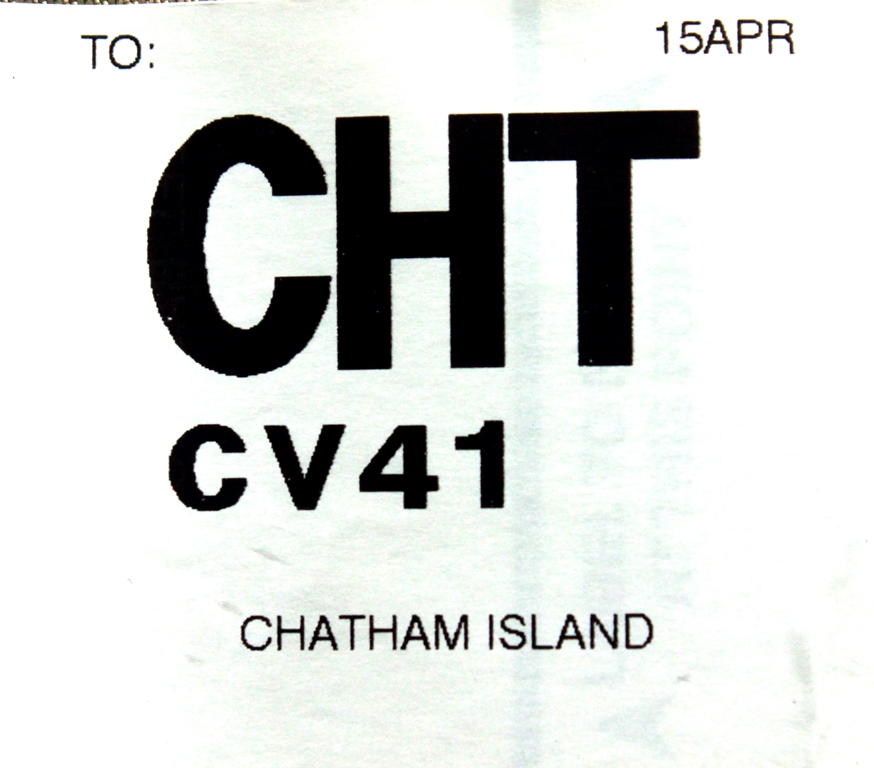 TO: 15APR
CHT
CV41
CHATHAM ISLAND